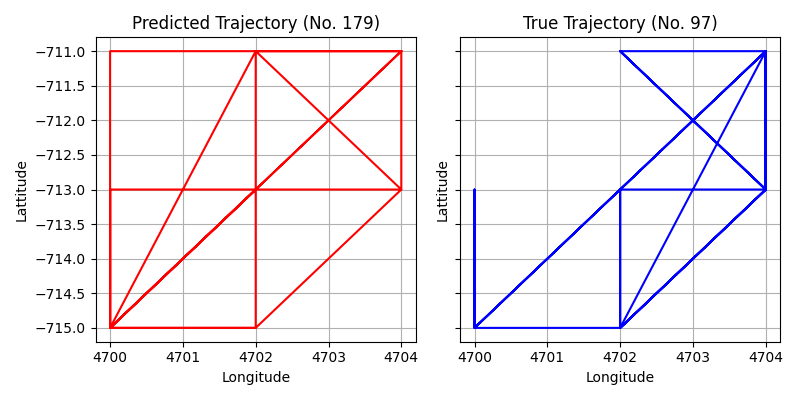 Predicted Trajectory (No. 179)
True Trajectory (No. 97)
−711.0
−711.5
−712.0
−712.5
−713.0
−713.5
−714.0
−714.5
−715.0
Lattitude
Lattitude
4700 4701 4702 4703 4704
4700 4701 4702 4703 4704
Longitude
Longitude